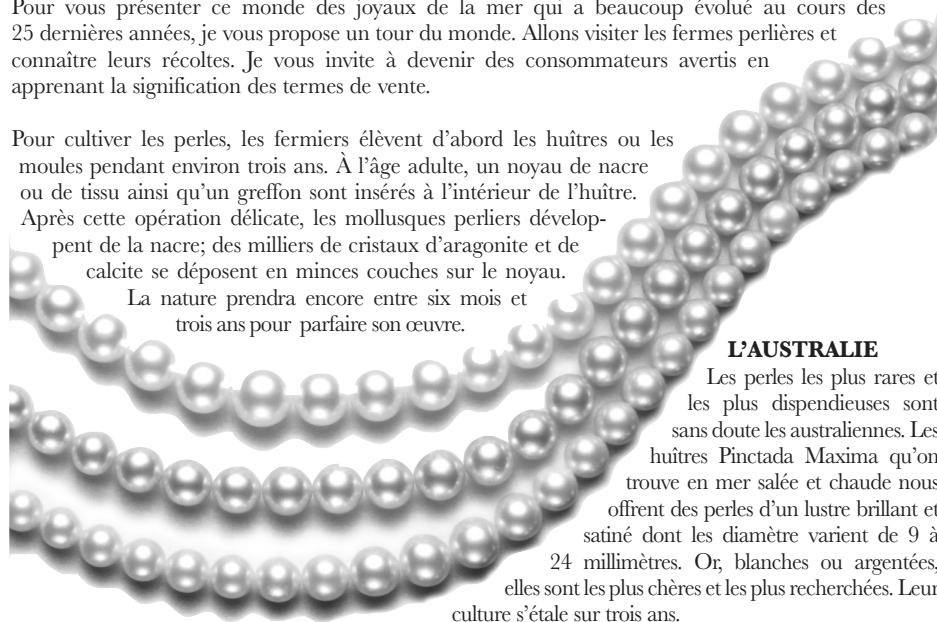 Pour vous présenter ce monde des joyaux de la mer qui a beaucoup évolué au cours des
25 dernières années, je vous propose un tour du monde. Allons visiter les fermes perlières et
connaître leurs récoltes. Je vous invite à devenir des consommateurs avertis en
apprenant la signification des termes de vente.
Pour cultiver les perles, les fermiers élèvent d'abord les huîtres ou les
moules pendant environ trois ans. À l'âge adulte, un noyau de nacre
ou de tissu ainsi qu'un greffon sont insérés à l'intérieur de l'huître.
Après cette opération délicate, les mollusques perliers dévelop-
pent de la nacre; des milliers de cristaux d'aragonite et de
calcite se déposent en minces couches sur le noyau.
La nature prendra encore entre six mois et
trois ans pour parfaire son œuvre.
L'AUSTRALIE
Les perles les plus rares et
les plus dispendieuses sont
sans doute les australiennes. Les
huîtres Pinctada Maxima qu'on
trouve en mer salée et chaude nous
offrent des perles d'un lustre brillant et
satiné dont les diamètre varient de 9 à
24 millimètres. Or, blanches ou argentées,
elles sont les plus chères et les plus recherchées. Leur
culture s'étale sur trois ans.